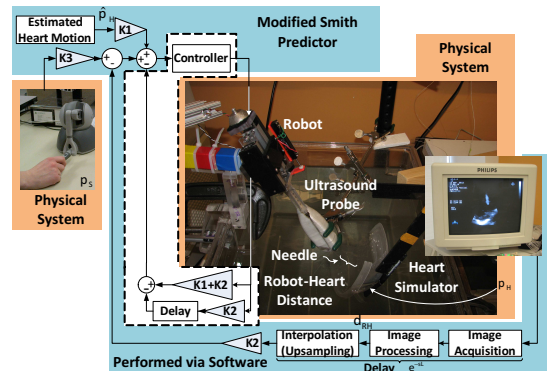 Estimated
Heart Motion
p̂H
K1
Modified Smith
Predictor
K3
+
-
+
+
-
Controller
Physical
System
Robot
PHILIPS
Ultrasound
Probe
pS
Physical
System
Needle
Robot-Heart
Distance
Heart
Simulator
pH
-
+
K1+K2
Delay
K2
dRH
K2
Interpolation
(Upsampling)
Image
Processing
Image
Acquisition
Performed via Software
Delay e-sL